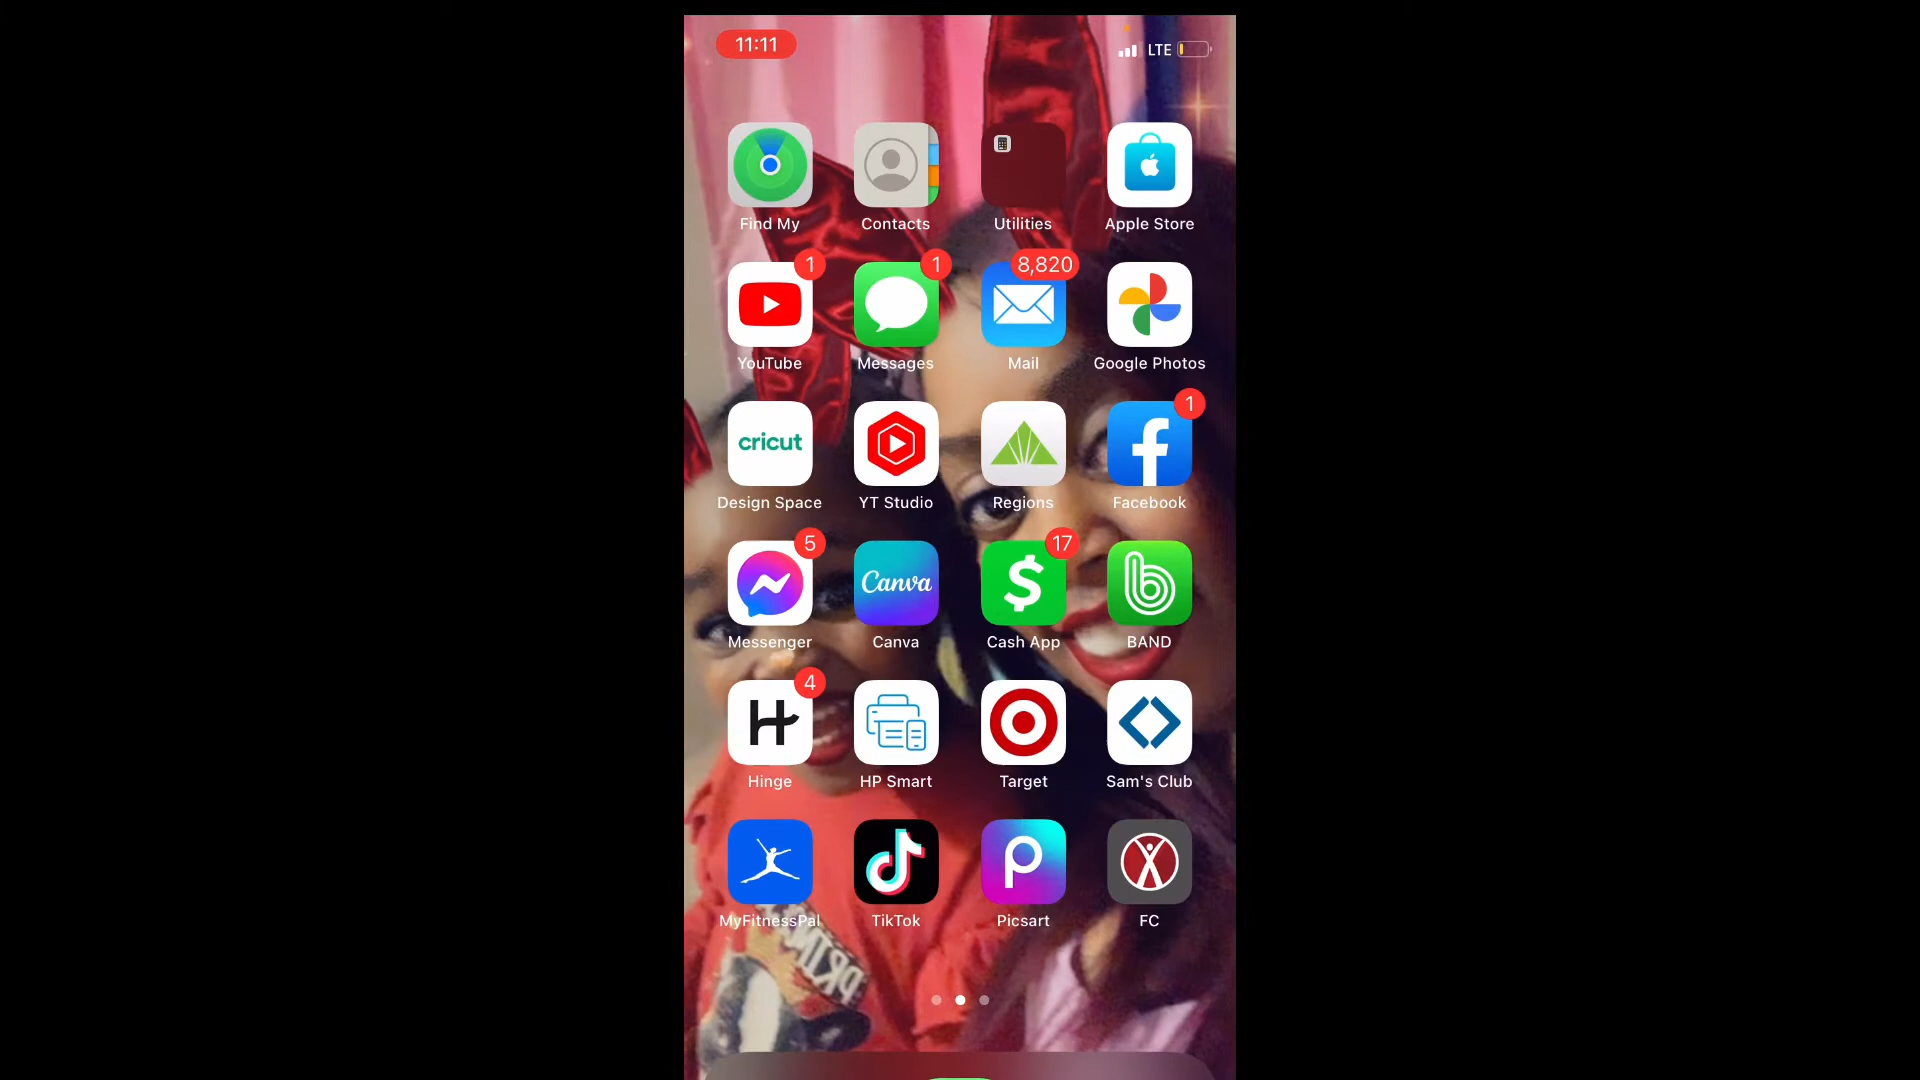 11:11
LTE
Find My
Contacts
Utilities
Apple Store
1
1
8,820
YouTube
Messages
Mail
Google Photos
1
cricut
Design Space
YT Studio
Regions
Facebook
5
17
Canva
Messenger
Canva
Cash App
BAND
4
Hinge
HP Smart
Target
Sam's Club
MyFitnessPal
TikTok
Picsart
FC